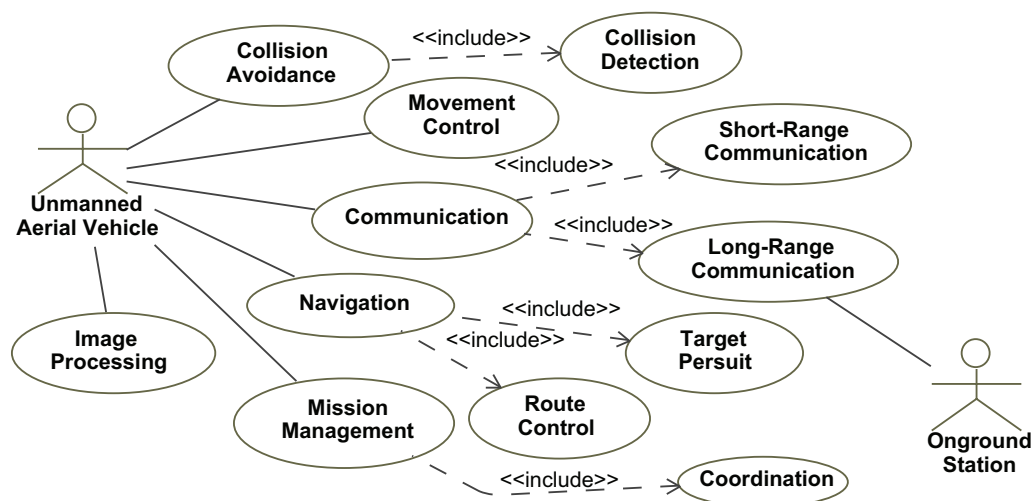 <<include>>
Collision
Avoidance
Collision
Detection
Movement
Control
Short-Range
Communication
<<include>>
Unmanned
Aerial Vehicle
Communication
<<include>>
Long-Range
Communication
Navigation
<<include>>
<<include>>
Image
Processing
Target
Persuit
Mission
Management
Route
Control
Onground
Station
<<include>>
Coordination